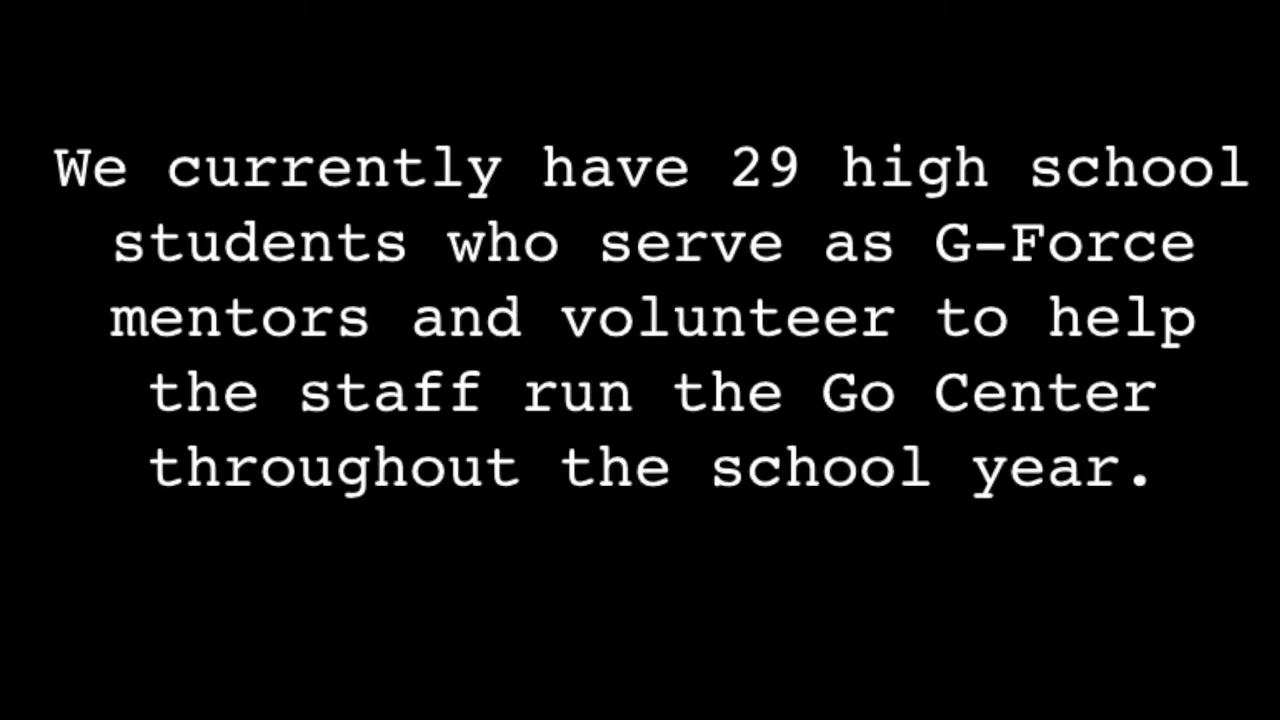 We currently have 29 high school
students who serve as G-Force
mentors and volunteer to help
the staff run the Go Center
throughout the school year.